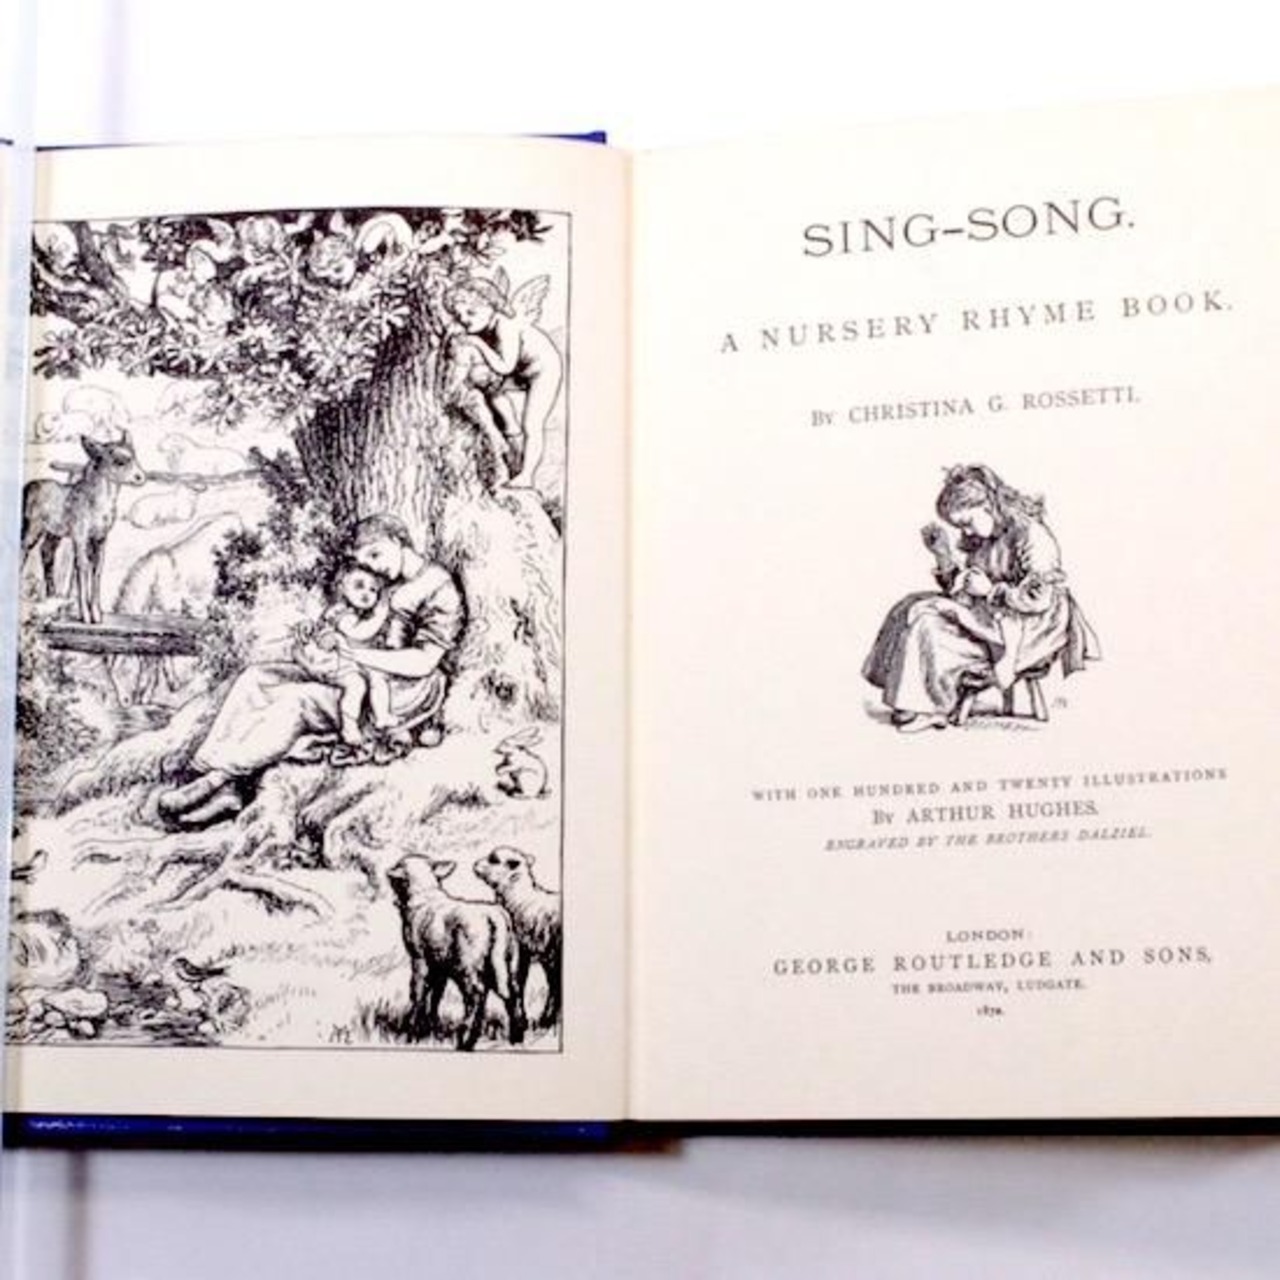 SING-SONG.
A NURSERY RHYME BOOK.
By CHRISTINA G. ROSSETTI.
WITH ONE HUNDRED AND TWENTY ILLUSTRATIONS
By ARTHUR HUGHES.
ENGRAVED BY THE BROTHERS DALZIEL.
LONDON:
GEORGE ROUTLEDGE AND SONS,
THE BROADWAY, LUDGATE.
1872.